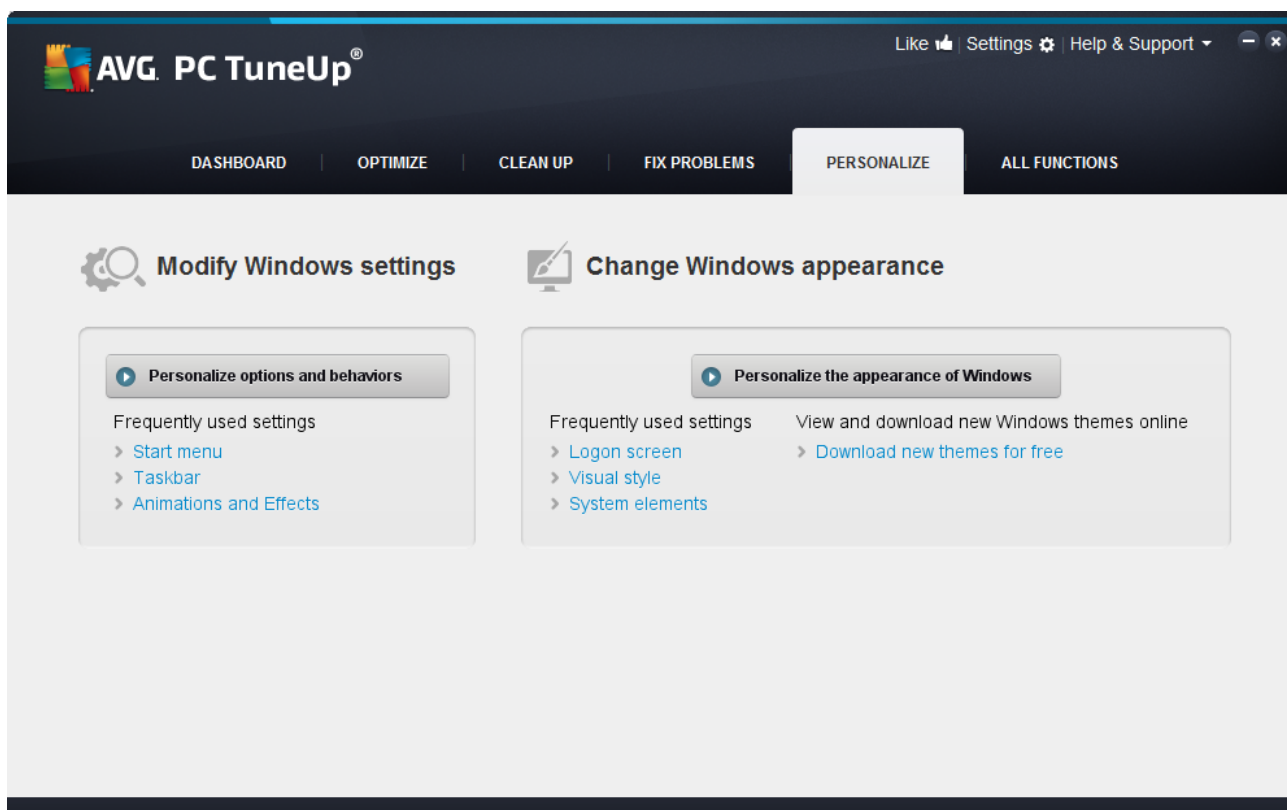 Like | Settings | Help & Support
AVG. PC TuneUp®
DASHBOARD | OPTIMIZE | CLEAN UP | FIX PROBLEMS | PERSONALIZE | ALL FUNCTIONS
Modify Windows settings
Personalize options and behaviors
Frequently used settings
Start menu
Taskbar
Animations and Effects
Change Windows appearance
Personalize the appearance of Windows
Frequently used settings
Logon screen
Visual style
System elements
View and download new Windows themes online
Download new themes for free